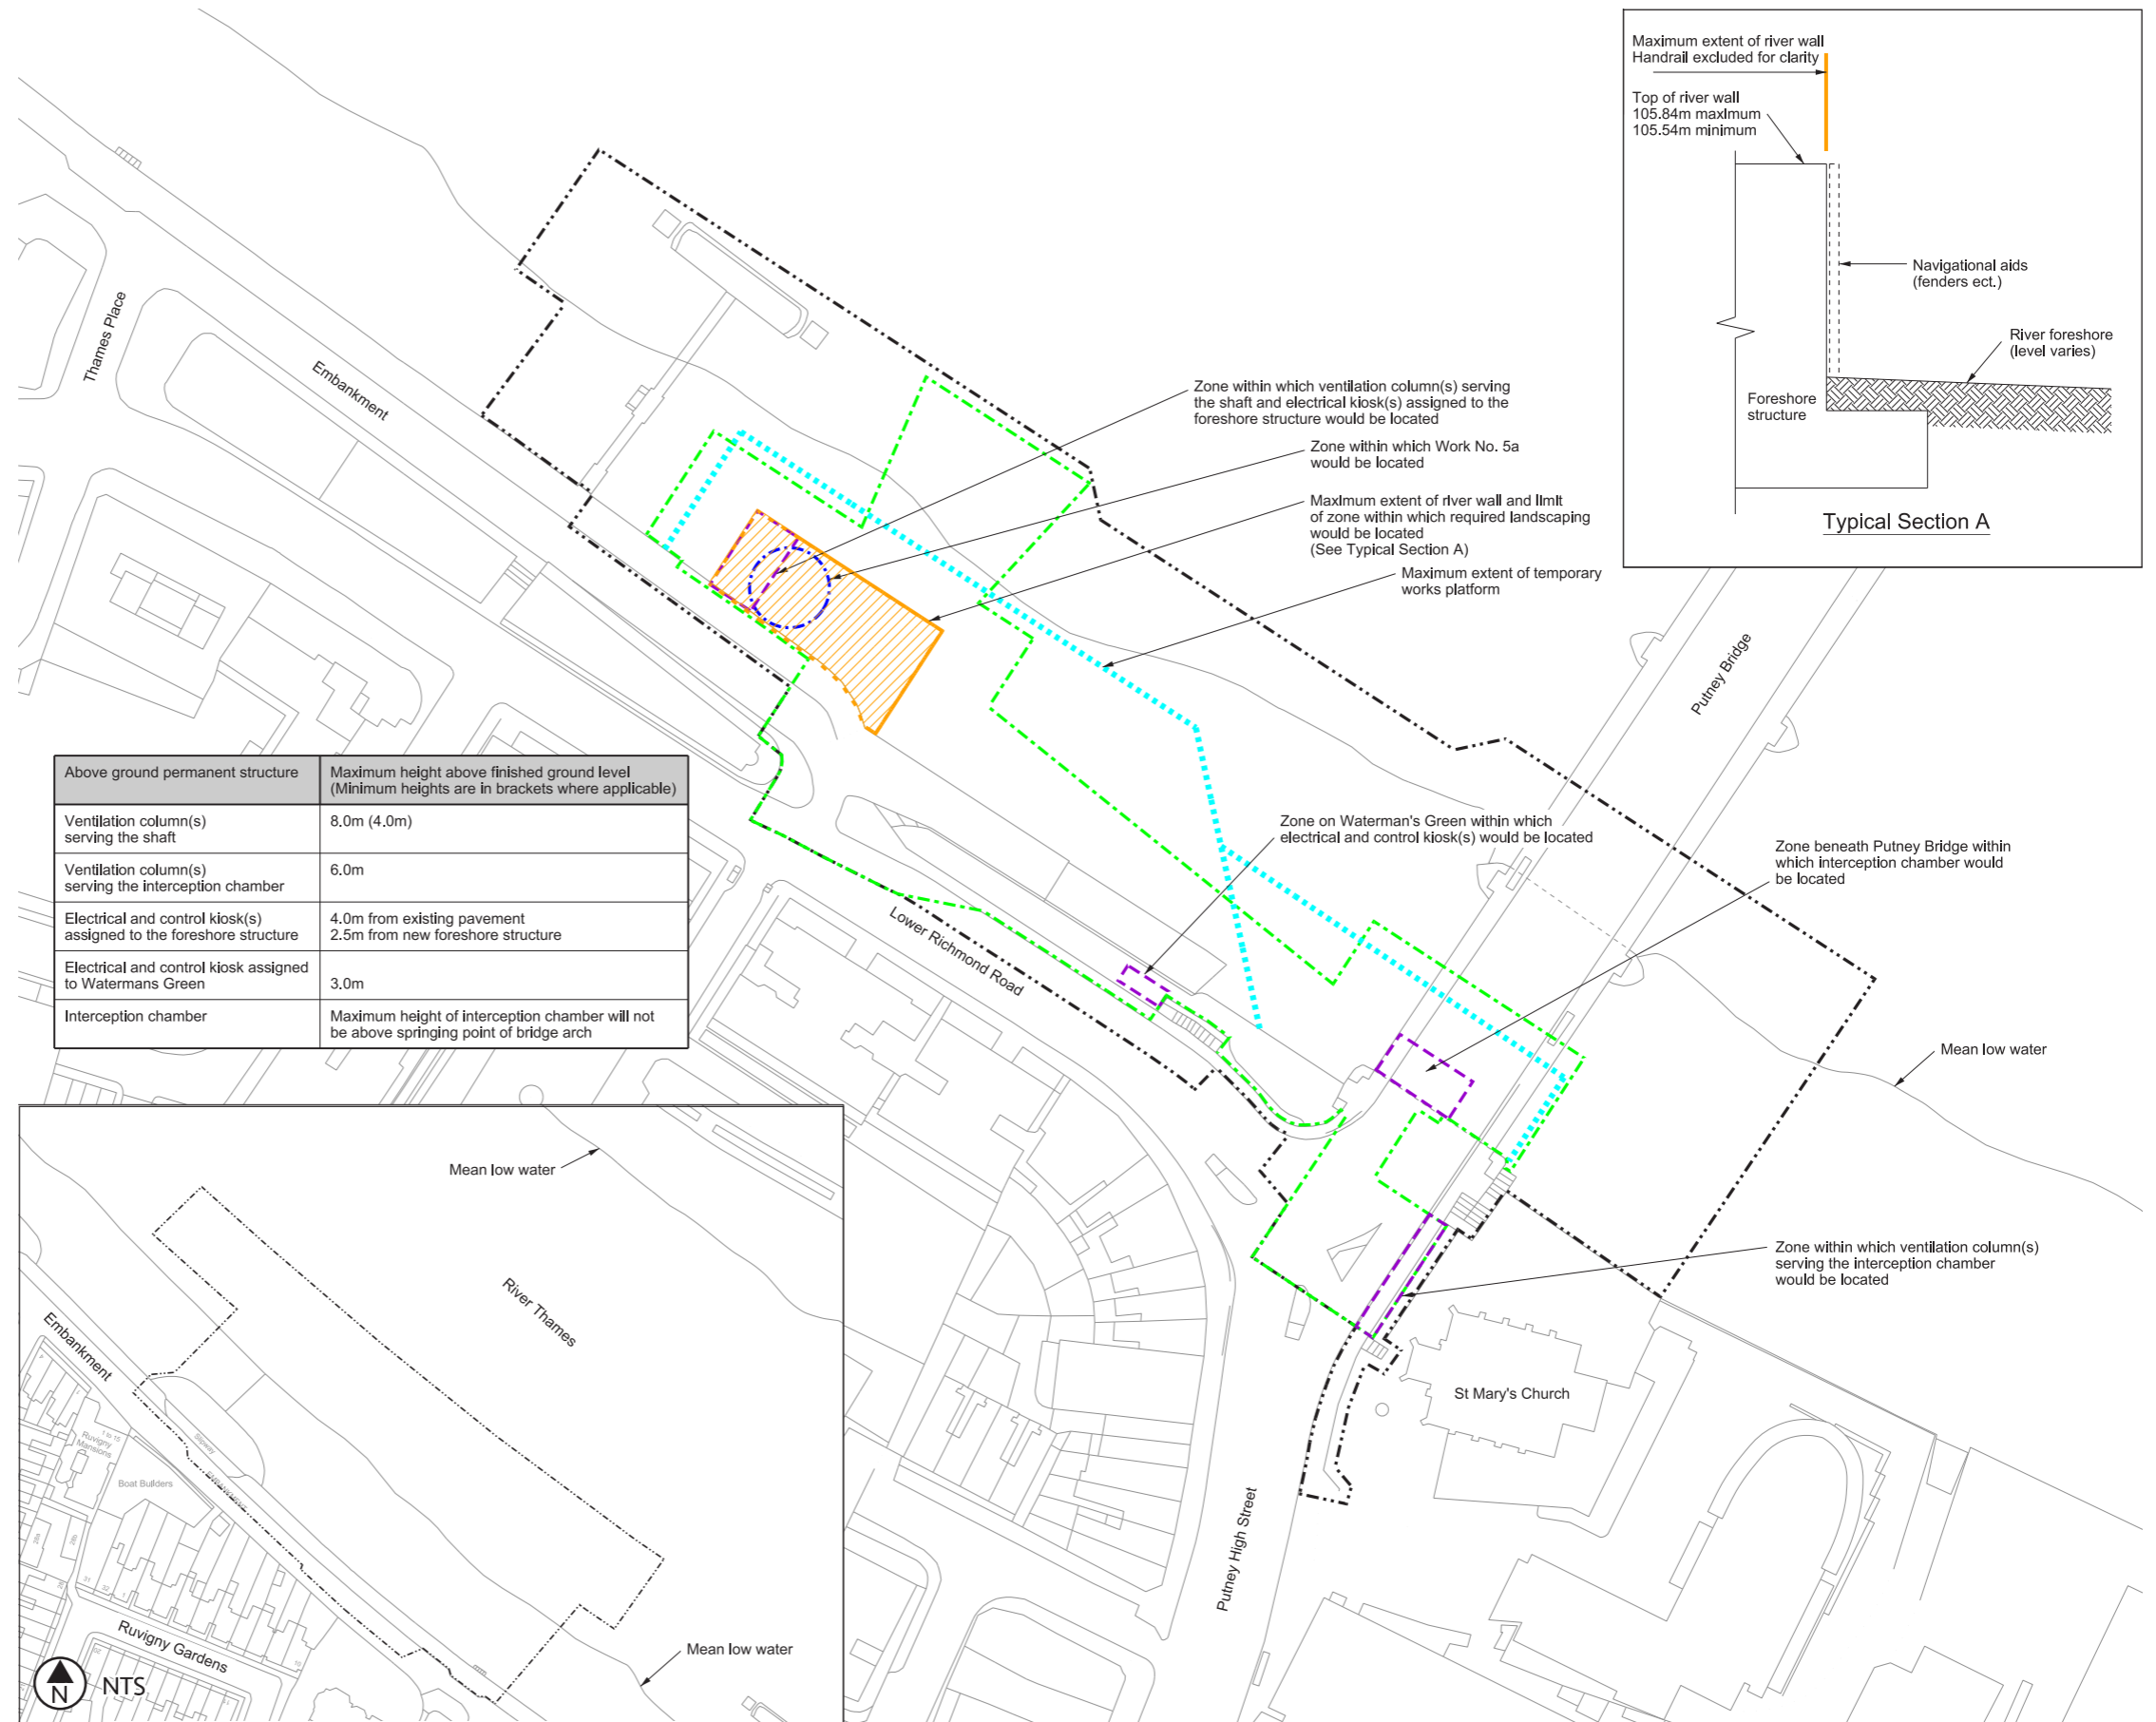 Maximum extent of river wall
Handrail excluded for clarity
Top of river wall
105.84m maximum
105.54m minimum
Navigational aids
(fenders ect.)
River foreshore
(level varies)
Foreshore
structure
Typical Section A
Thames Place
Embankment
Zone within which ventilation column(s) serving
the shaft and electrical kiosk(s) assigned to the
foreshore structure would be located
Zone within which Work No. 5a
would be located
Maximum extent of river wall and limit
of zone within which required landscaping
would be located
(See Typical Section A)
Maximum extent of temporary
works platform
Putney Bridge
Above ground permanent structure
Maximum height above finished ground level
(Minimum heights are in brackets where applicable)
Ventilation column(s)
serving the shaft
8.0m (4.0m)
Ventilation column(s)
serving the interception chamber
6.0m
Electrical and control kiosk(s)
assigned to the foreshore structure
4.0m from existing pavement
2.5m from new foreshore structure
Electrical and control kiosk assigned
to Watermans Green
3.0m
Interception chamber
Maximum height of interception chamber will not
be above springing point of bridge arch
Zone on Waterman's Green within which
electrical and control kiosk(s) would be located
Zone beneath Putney Bridge within
which interception chamber would
be located
Lower Richmond Road
Mean low water
Zone within which ventilation column(s)
serving the interception chamber
would be located
St Mary's Church
Putney High Street
Mean low water
River Thames
Embankment
Slipway
1 to 15
Ruvigny
Mansions
Boat Builders
28a
28b
31
32
1
Ruvigny Gardens
Mean low water
N
NTS